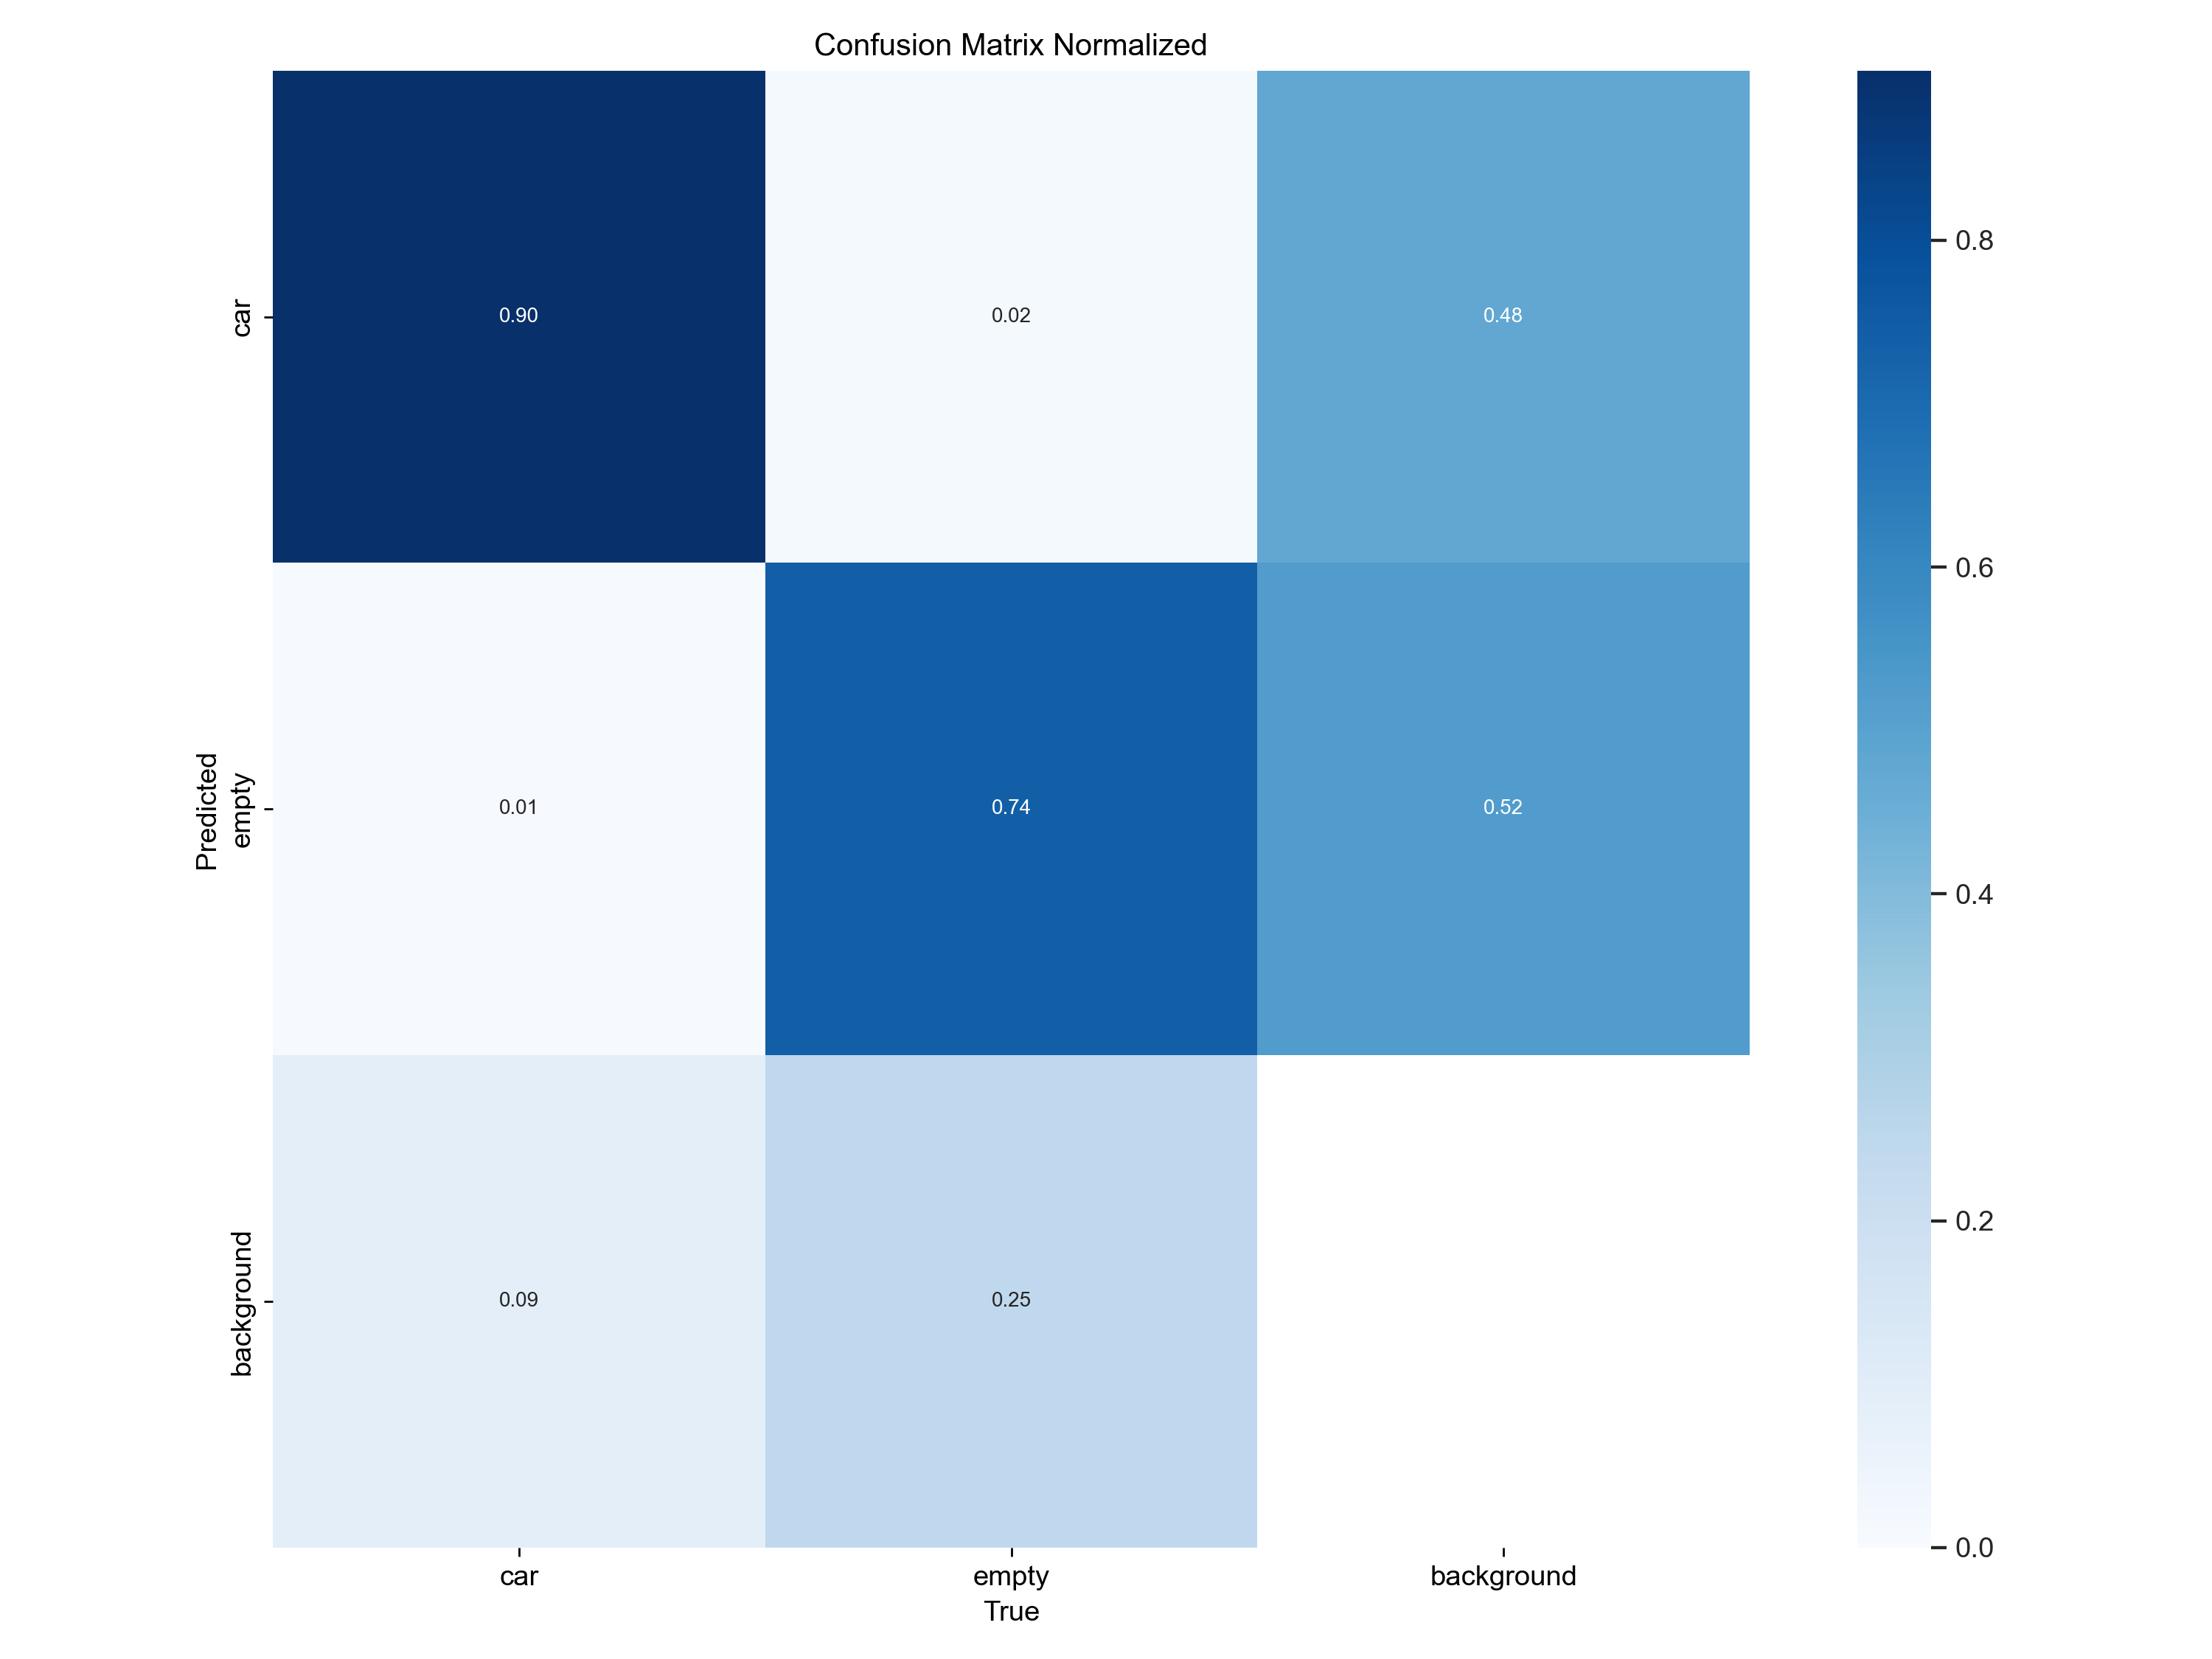 Confusion Matrix Normalized
car
0.90
0.02
0.48
0.8
0.6
Predicted
empty
0.01
0.74
0.52
0.4
background
0.09
0.25
0.2
0.0
car
empty
background
True